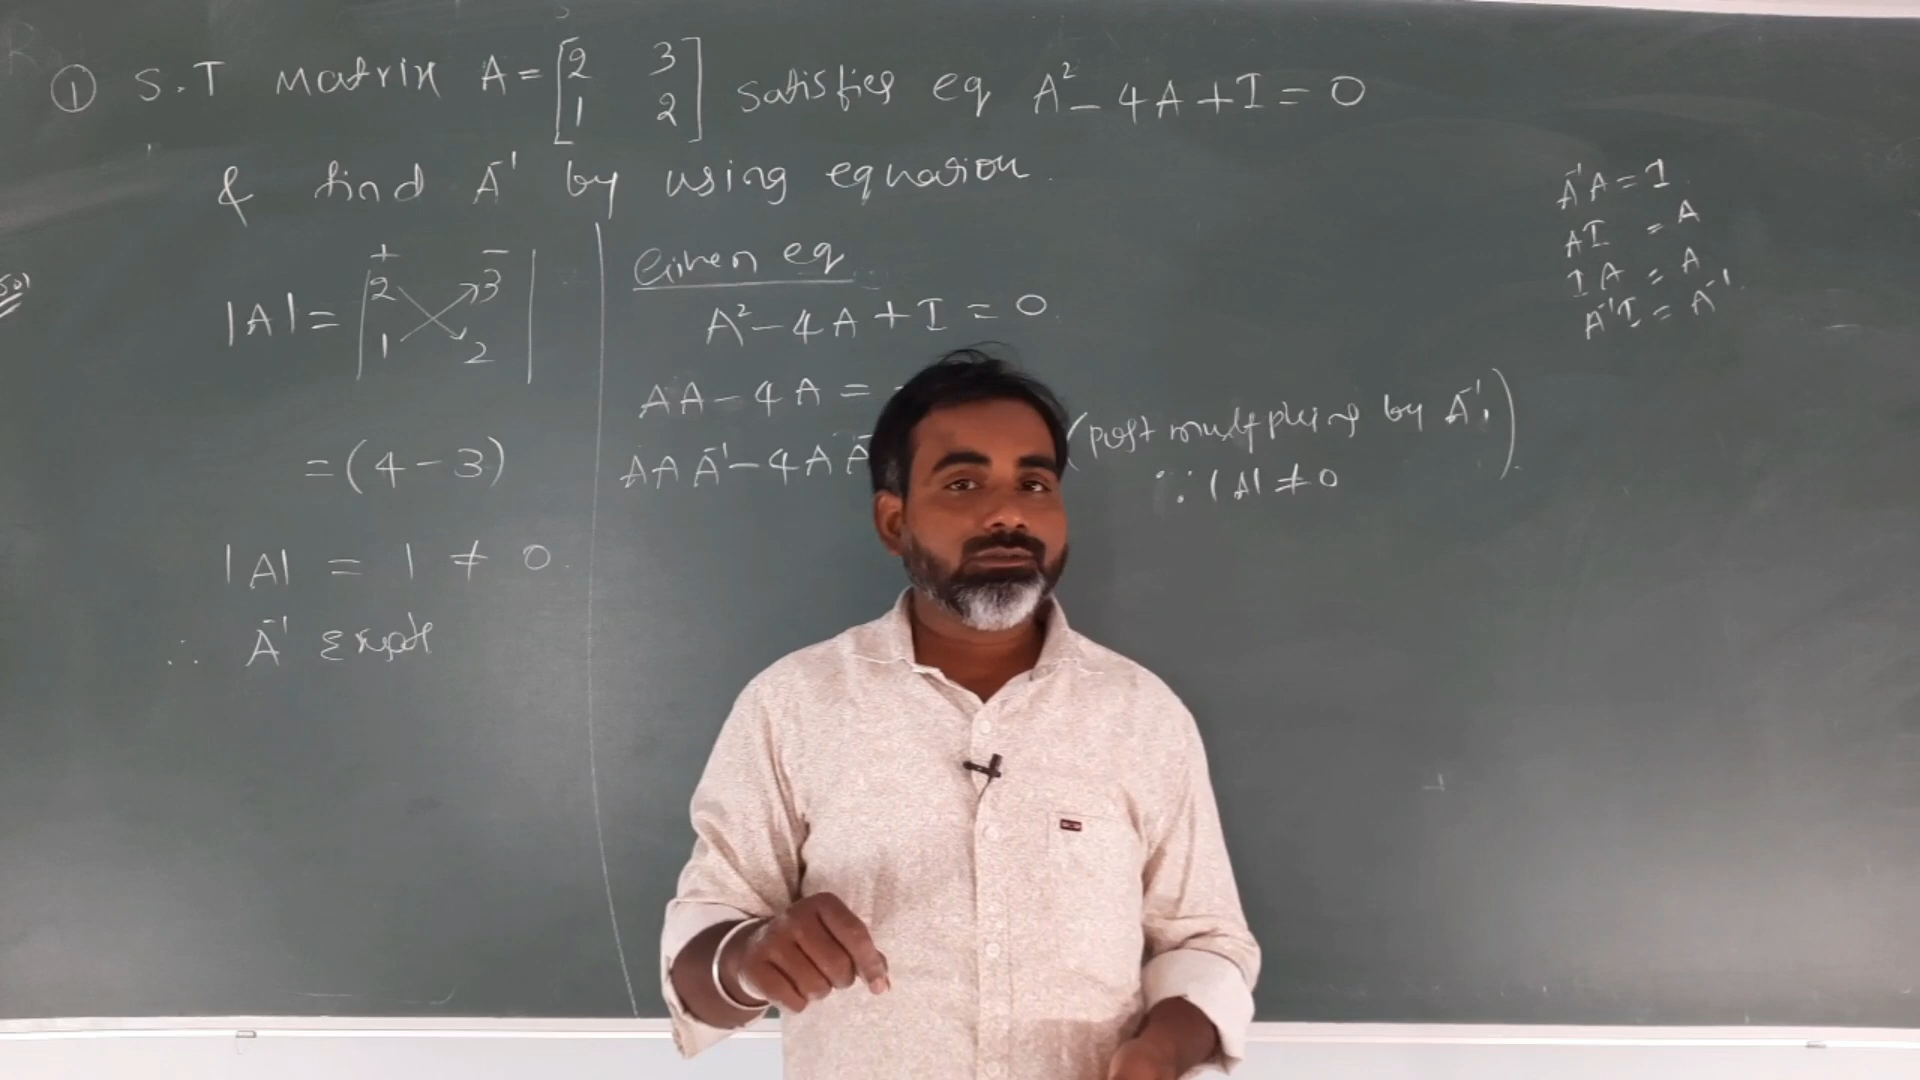 ① S.T Matrix A = [2 3
1 2] satisfies eq A² - 4A + I = 0
& find A⁻¹ by using equation.
Sol
|A| = | 2 3
1 2 |
+ -
= (4 - 3)
|A| = 1 ≠ 0.
∴ A⁻¹ Exist
Given eq
A² - 4A + I = 0.
AA - 4A = -
AAA⁻¹ - 4AA
(post multiplying by A⁻¹,
∵ |A| ≠ 0 )
A⁻¹A = I
AI = A
IA = A
A⁻¹I = A⁻¹.